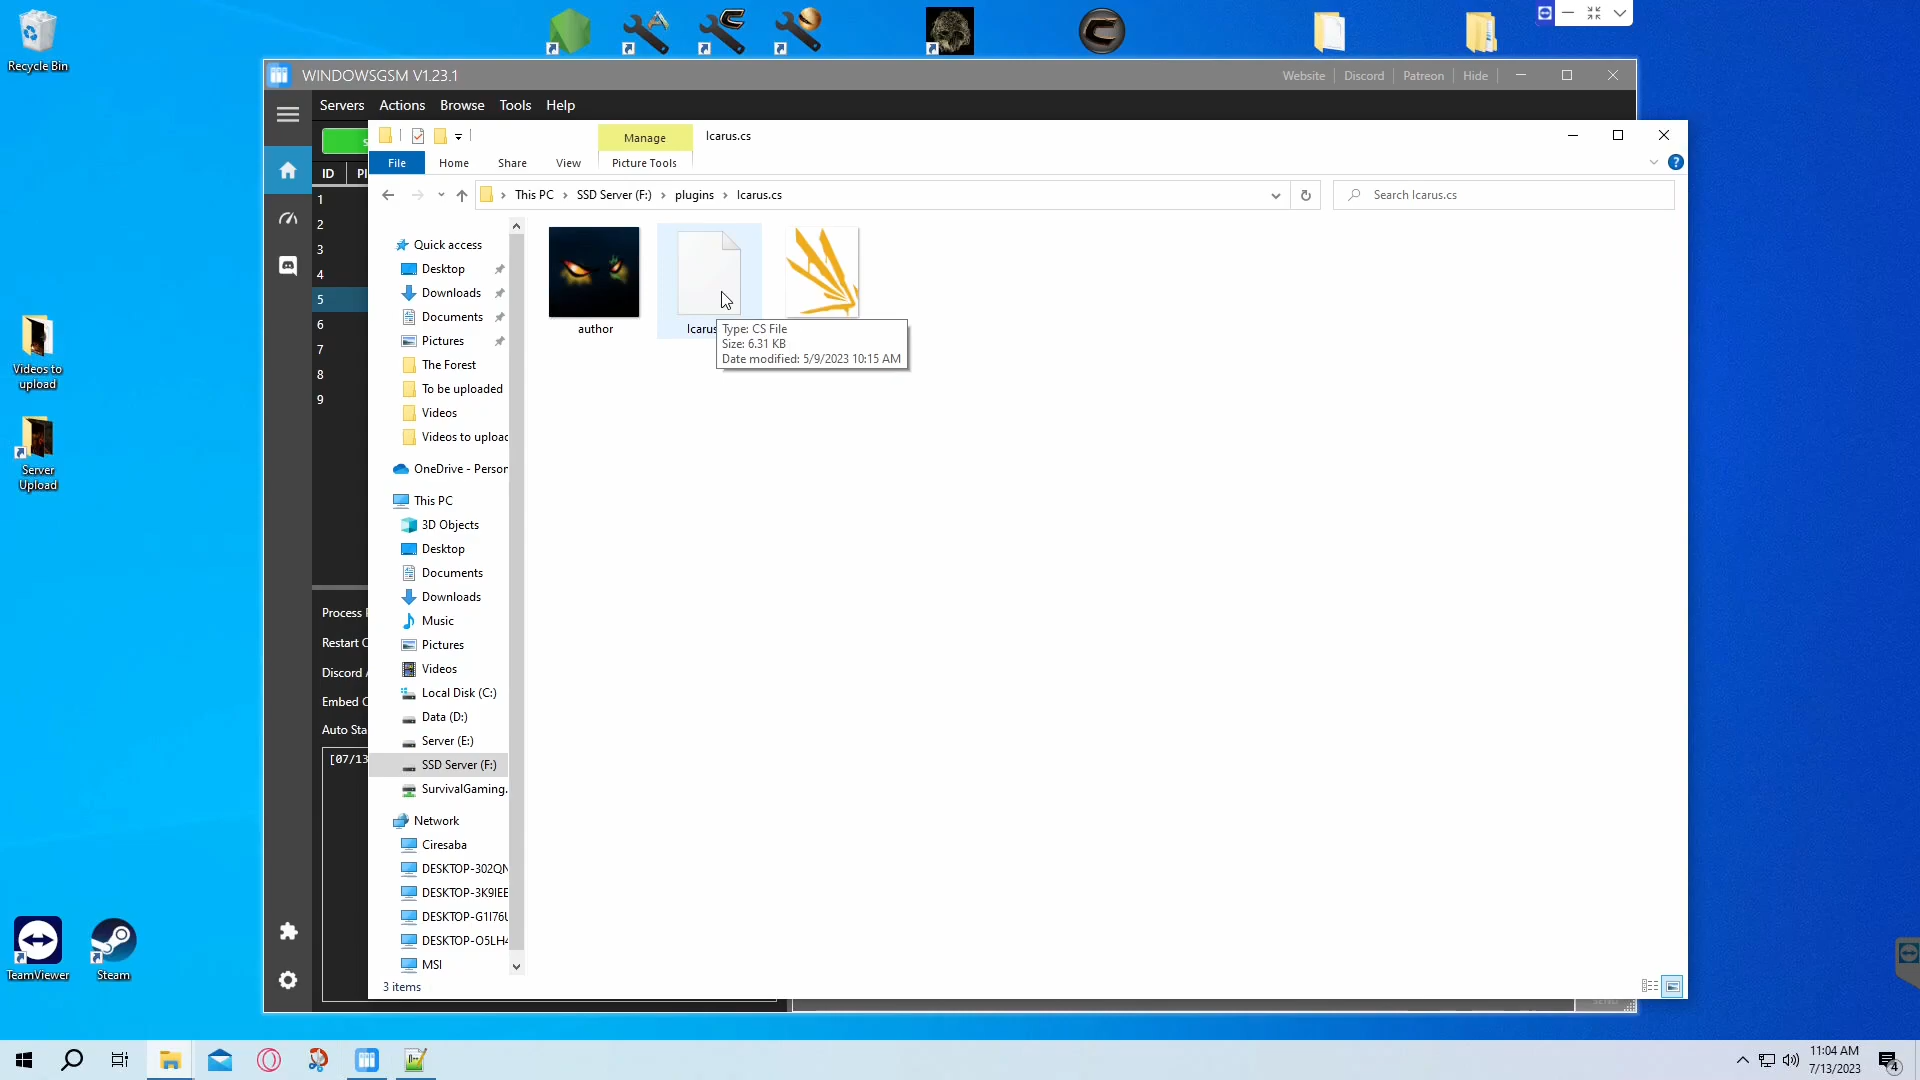 Recycle Bin
WINDOWSGSM V1.23.1
Website
Discord
Patreon
Hide
Servers
Actions
Browse
Tools
Help
Manage
Icarus.cs
File
Home
Share
View
Picture Tools
This PC
SSD Server (F:)
plugins
Icarus.cs
Search Icarus.cs
ID
1
2
3
4
5
6
7
8
9
Quick access
Desktop
Downloads
Documents
Pictures
The Forest
To be uploaded
Videos
Videos to upload
OneDrive - Person
This PC
3D Objects
Desktop
Documents
Downloads
Music
Pictures
Videos
Local Disk (C:)
Data (D:)
Server (E:)
SSD Server (F:)
SurvivalGaming.
Network
Ciresaba
DESKTOP-302QN
DESKTOP-3K9IEE
DESKTOP-G1I76U
DESKTOP-O5LH4
MSI
3 items
author
Icarus
Type: CS File
Size: 6.31 KB
Date modified: 5/9/2023 10:15 AM
Process
Restart
Discord
Embed
Auto
[07/13
SEND
Videos to
upload
Server
Upload
TeamViewer
Steam
11:04 AM
7/13/2023
4